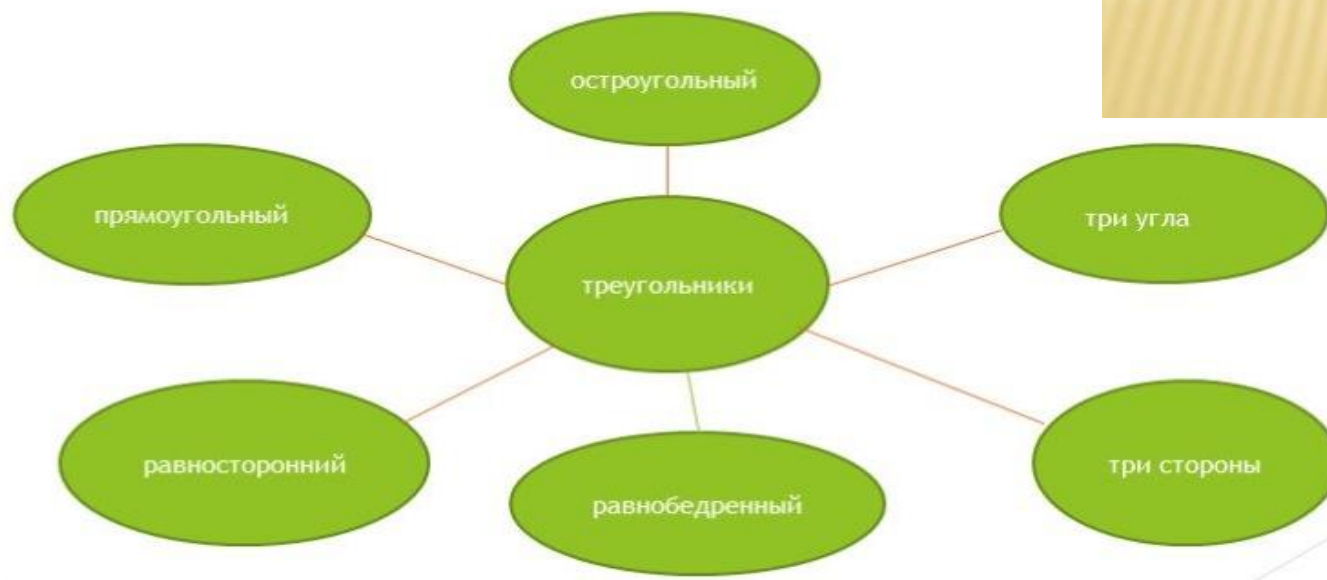 остроугольный
прямоугольный
три угла
треугольники
равносторонний
три стороны
равнобедренный